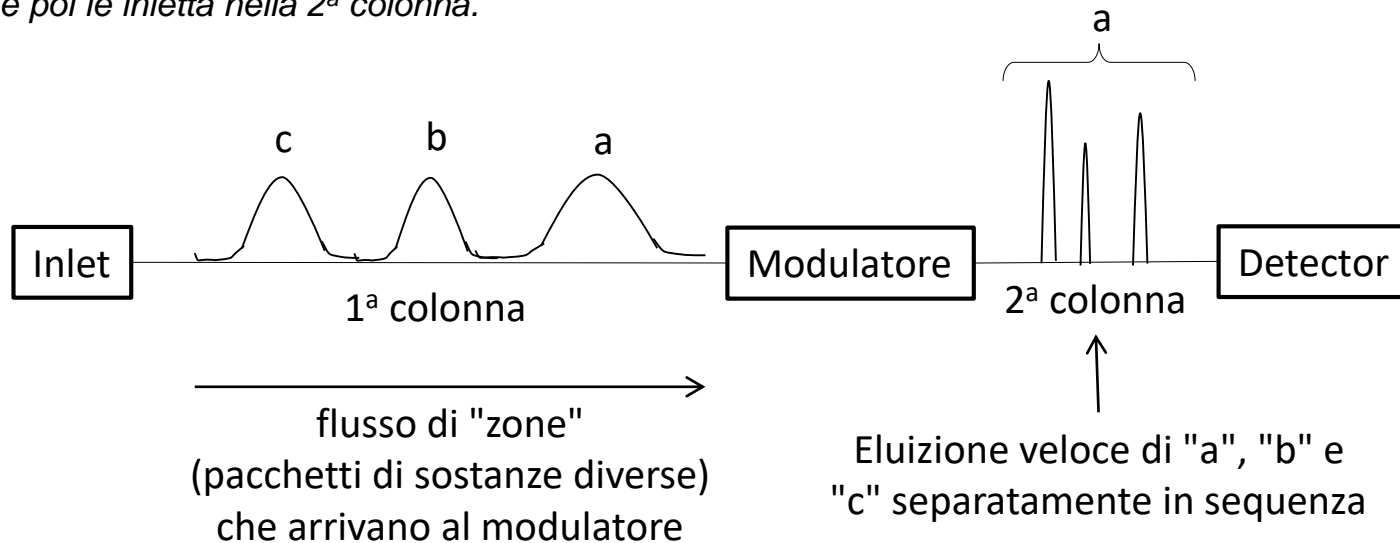 e poi le inietta nella 2ª colonna.
a
c
b
a
Inlet
Modulatore
Detector
1ª colonna
2ª colonna
flusso di "zone"
(pacchetti di sostanze diverse)
che arrivano al modulatore
Eluizione veloce di "a", "b" e
"c" separatamente in sequenza